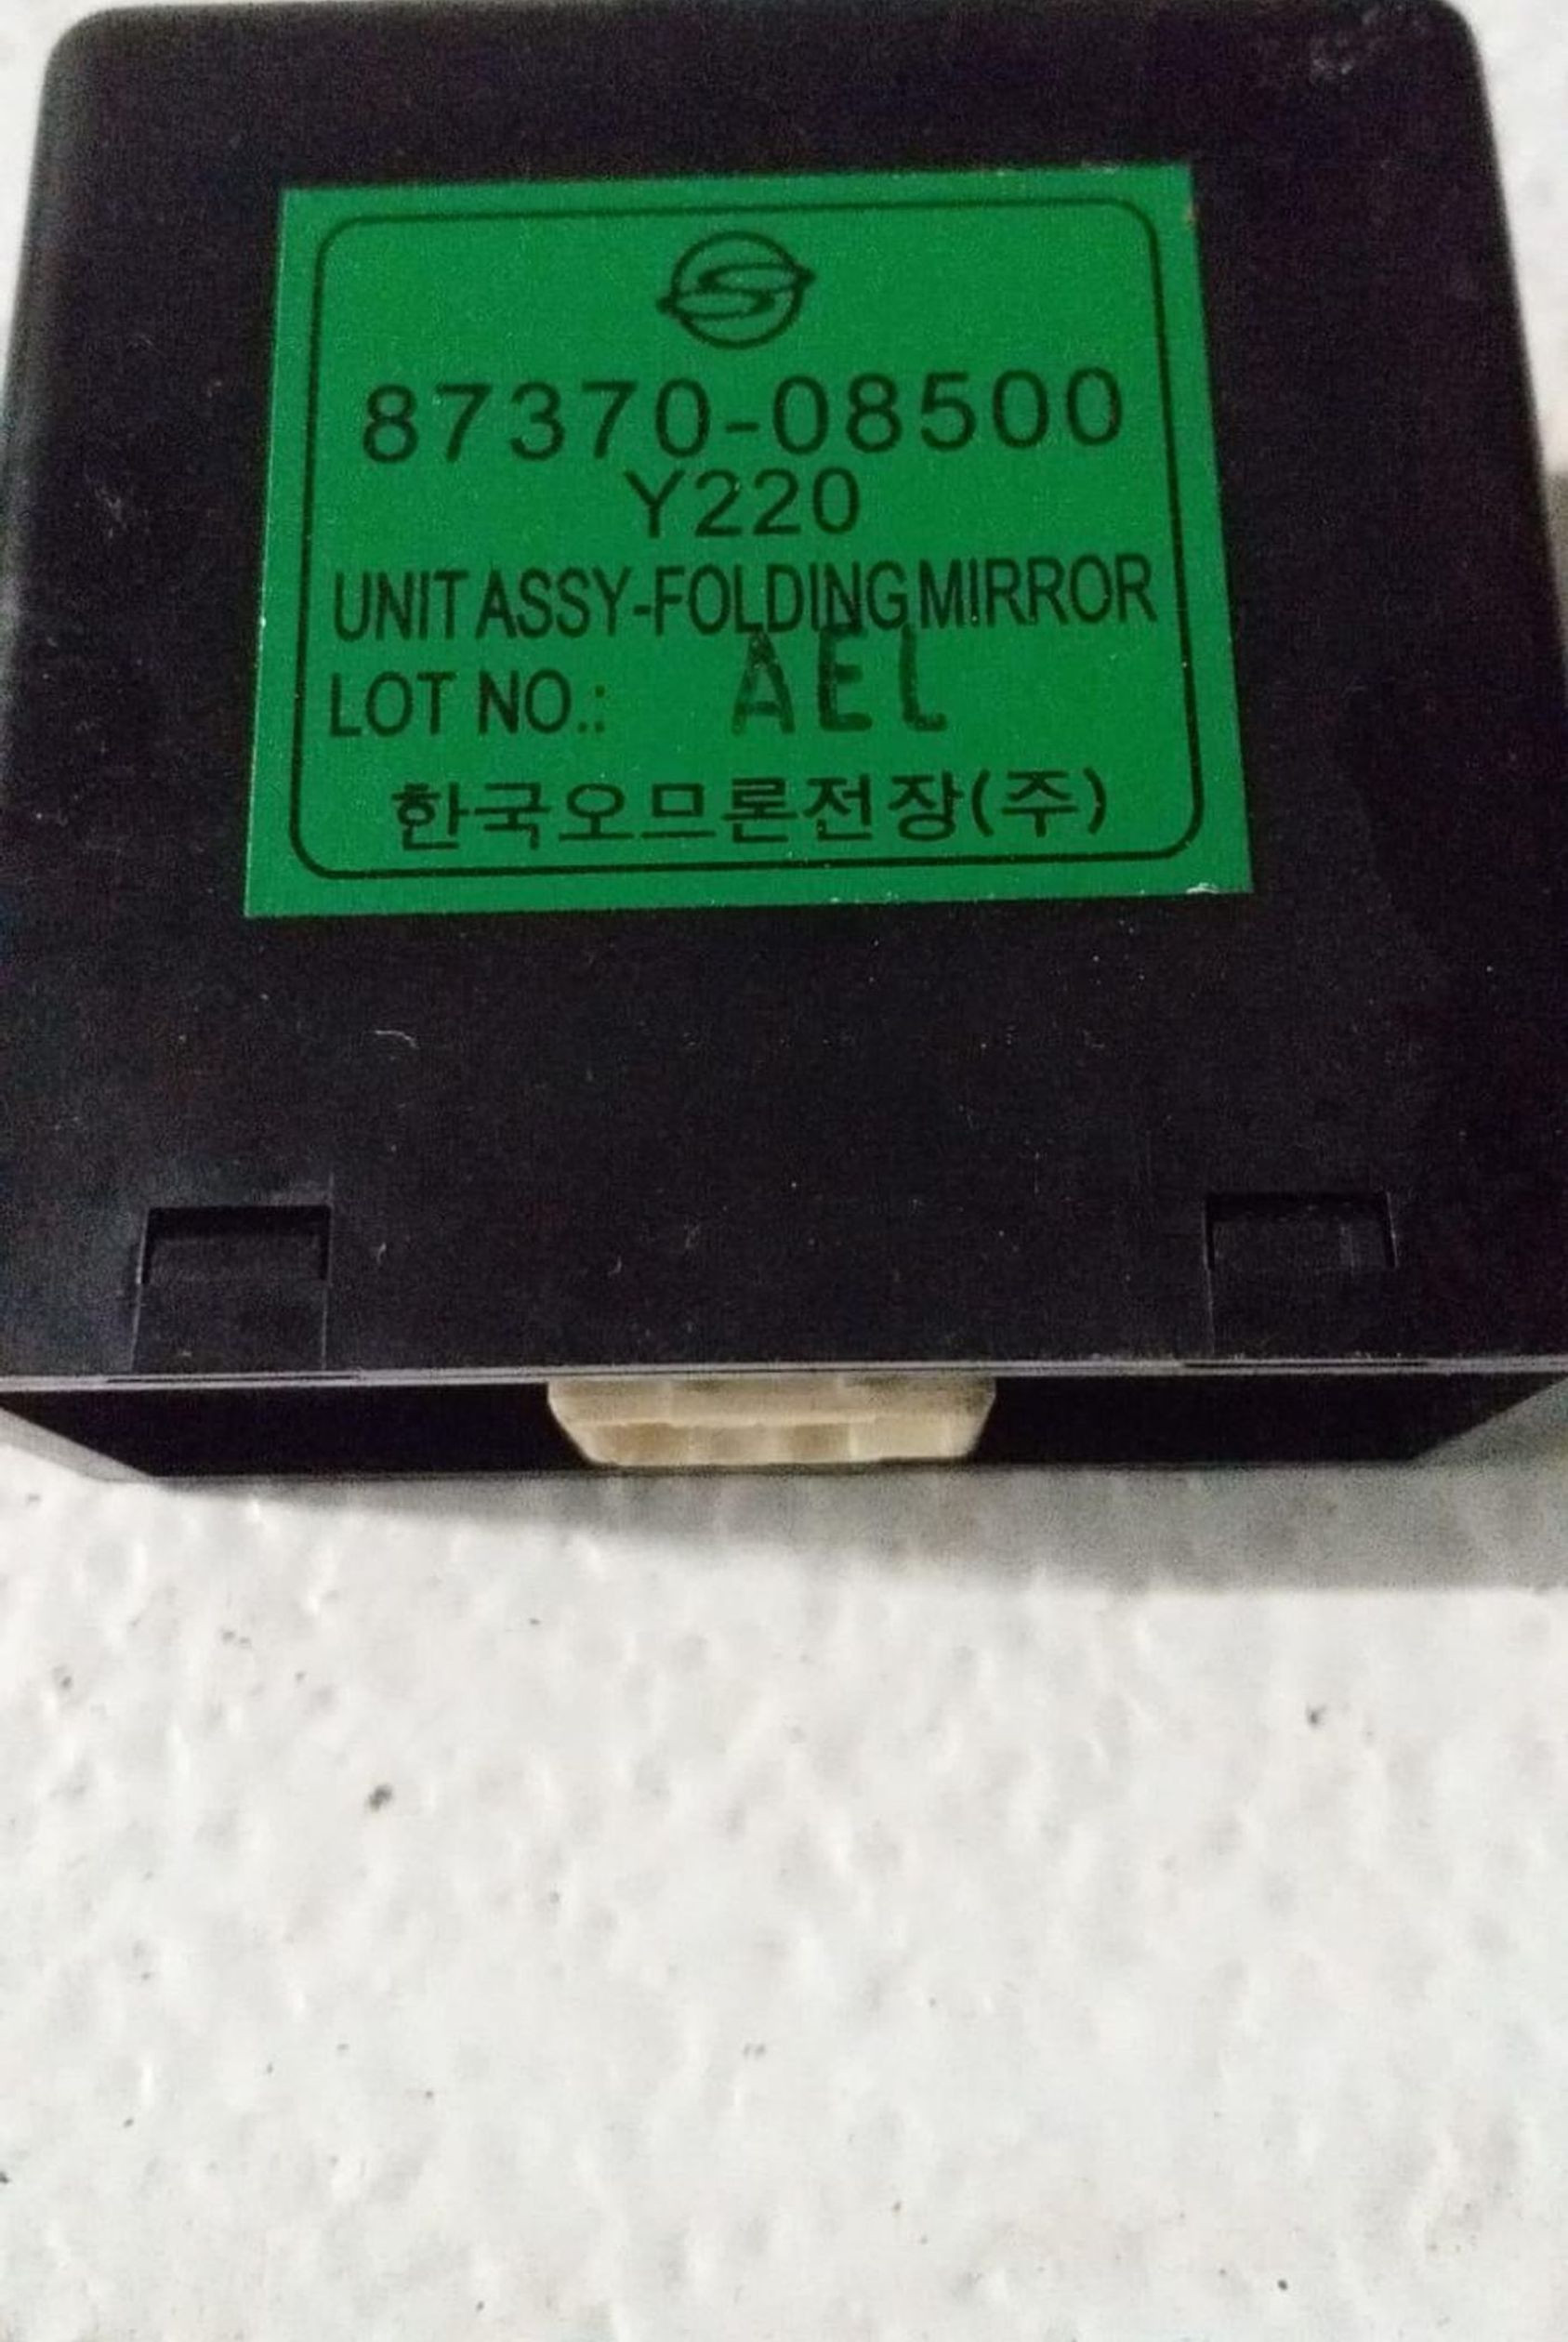 87370-08500
Y220
UNIT ASSY-FOLDING MIRROR
LOT NO.: AEL
한국오므론전장(주)